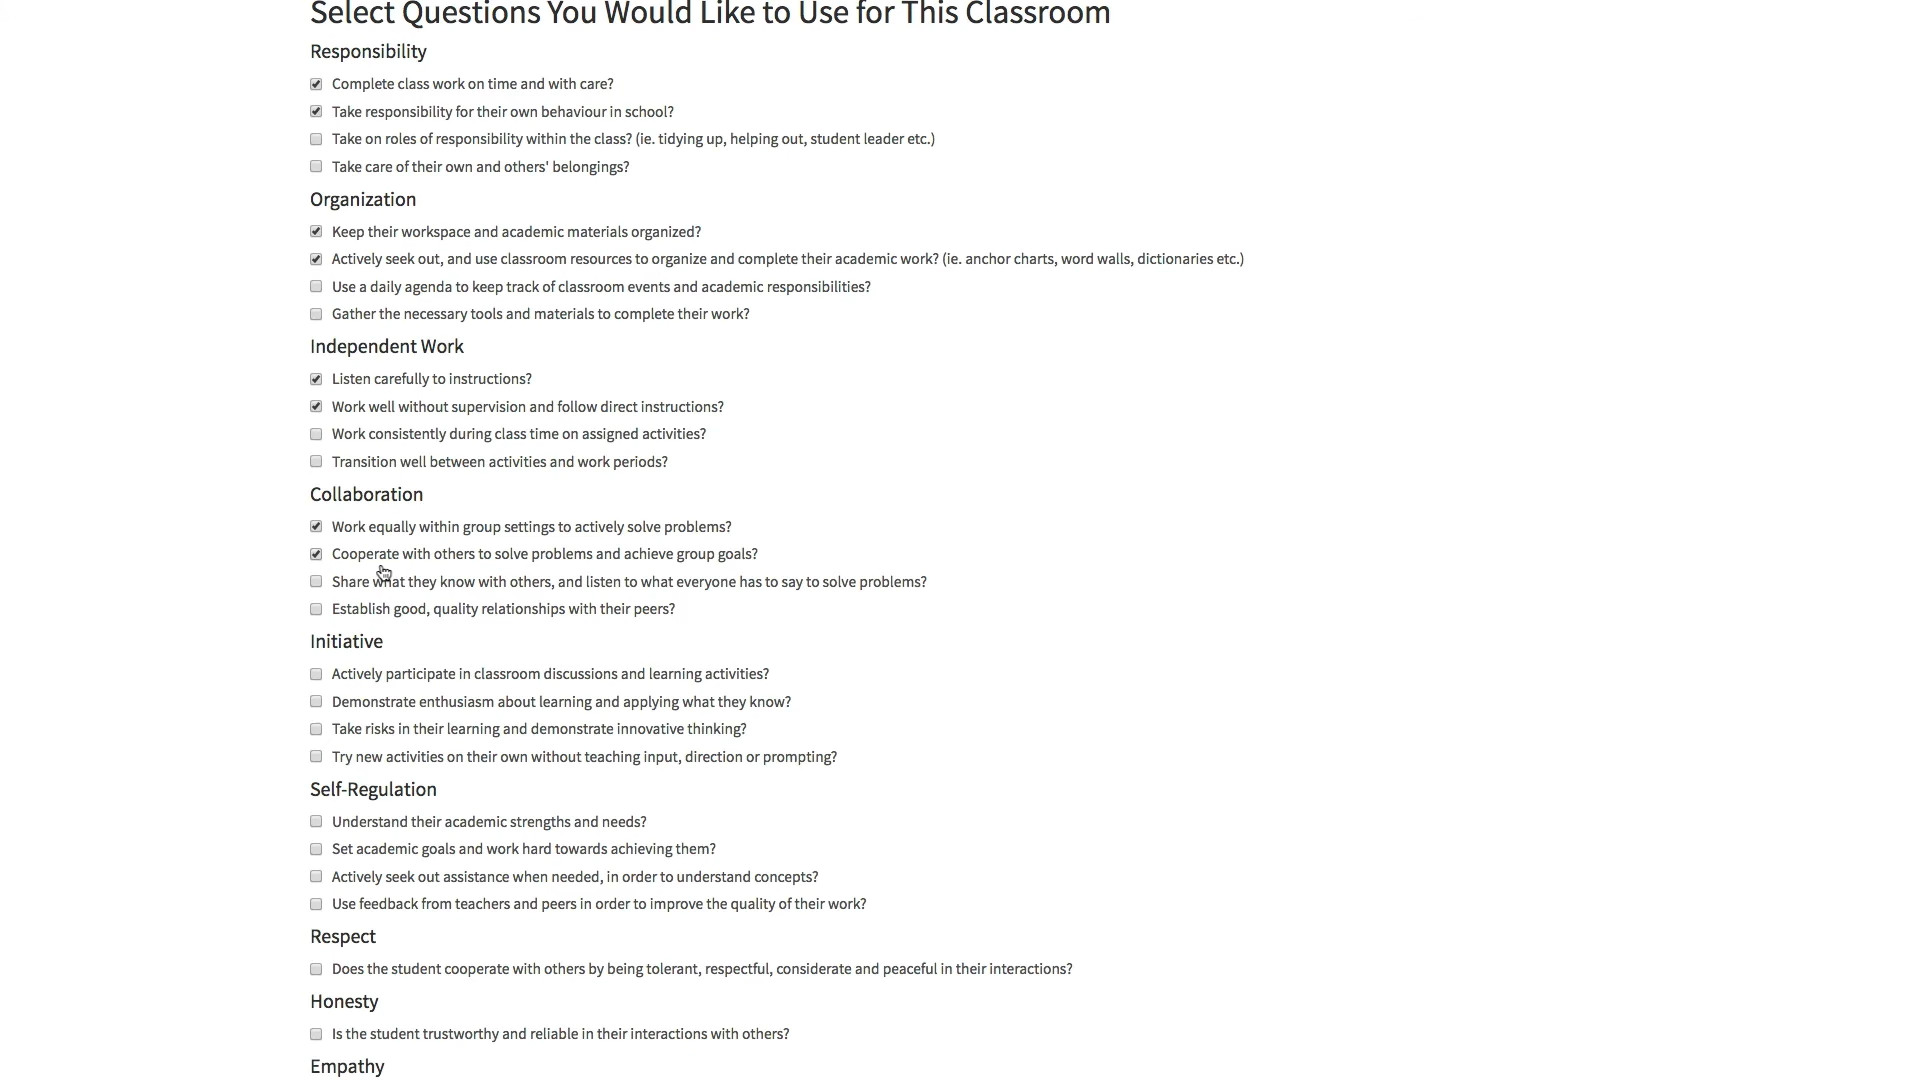 Select Questions You Would Like to Use for This Classroom
Responsibility
Complete class work on time and with care?
Take responsibility for their own behaviour in school?
Take on roles of responsibility within the class? (ie. tidying up, helping out, student leader etc.)
Take care of their own and others' belongings?
Organization
Keep their workspace and academic materials organized?
Actively seek out, and use classroom resources to organize and complete their academic work? (ie. anchor charts, word walls, dictionaries etc.)
Use a daily agenda to keep track of classroom events and academic responsibilities?
Gather the necessary tools and materials to complete their work?
Independent Work
Listen carefully to instructions?
Work well without supervision and follow direct instructions?
Work consistently during class time on assigned activities?
Transition well between activities and work periods?
Collaboration
Work equally within group settings to actively solve problems?
Cooperate with others to solve problems and achieve group goals?
Share what they know with others, and listen to what everyone has to say to solve problems?
Establish good, quality relationships with their peers?
Initiative
Actively participate in classroom discussions and learning activities?
Demonstrate enthusiasm about learning and applying what they know?
Take risks in their learning and demonstrate innovative thinking?
Try new activities on their own without teaching input, direction or prompting?
Self-Regulation
Understand their academic strengths and needs?
Set academic goals and work hard towards achieving them?
Actively seek out assistance when needed, in order to understand concepts?
Use feedback from teachers and peers in order to improve the quality of their work?
Respect
Does the student cooperate with others by being tolerant, respectful, considerate and peaceful in their interactions?
Honesty
Is the student trustworthy and reliable in their interactions with others?
Empathy